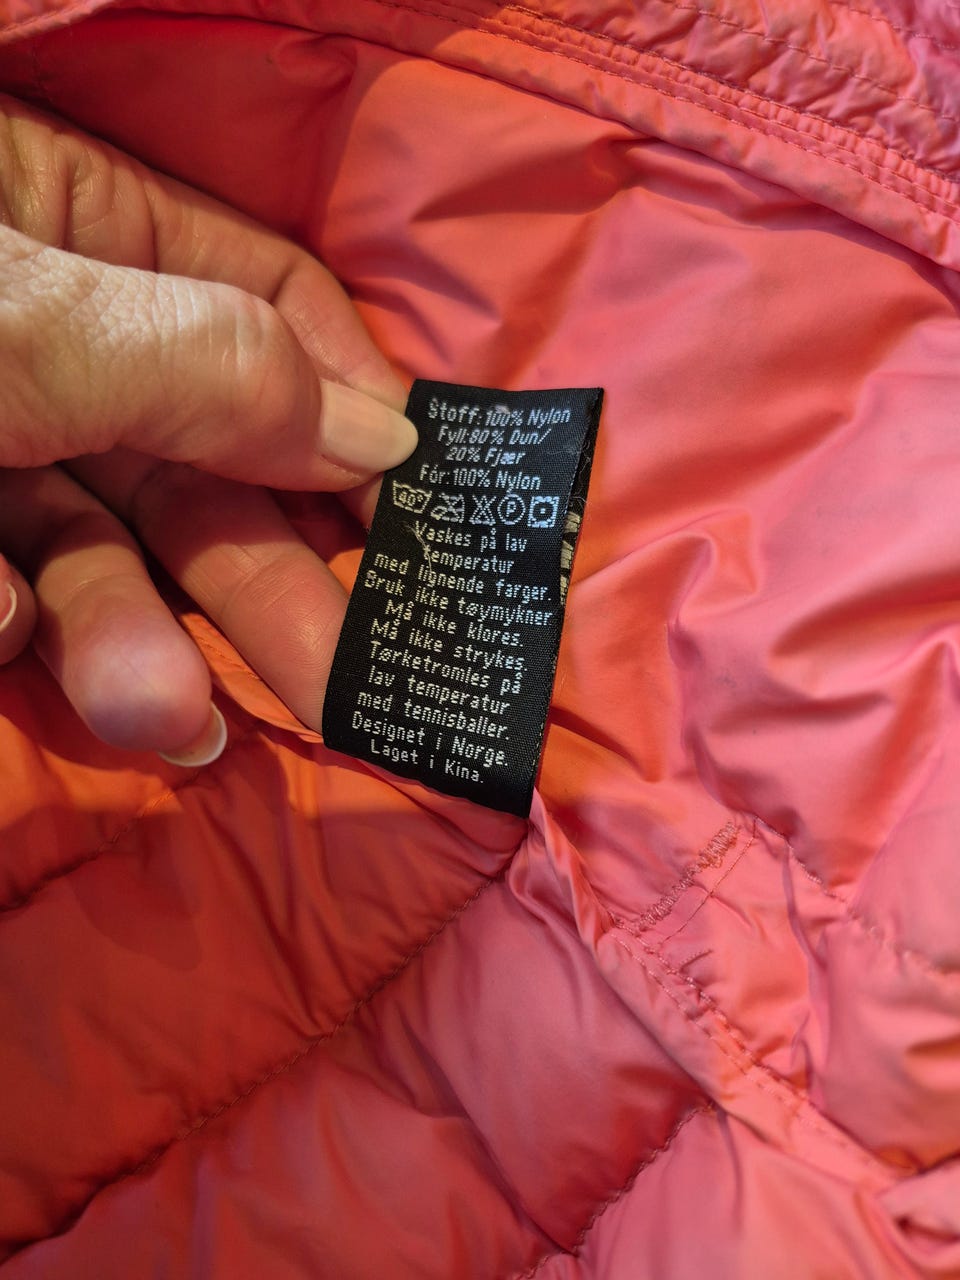 Stoff:100% Nylon
Fyll:80% Dun/
20% Fjær
Fór:100% Nylon
40° P
Vaskes på lav
temperatur
med lignende farger.
Bruk ikke tøymykner
Må ikke klores.
Må ikke strykes.
Tørketromles på
lav temperatur
med tennisballer.
Designet i Norge.
Laget i Kina.